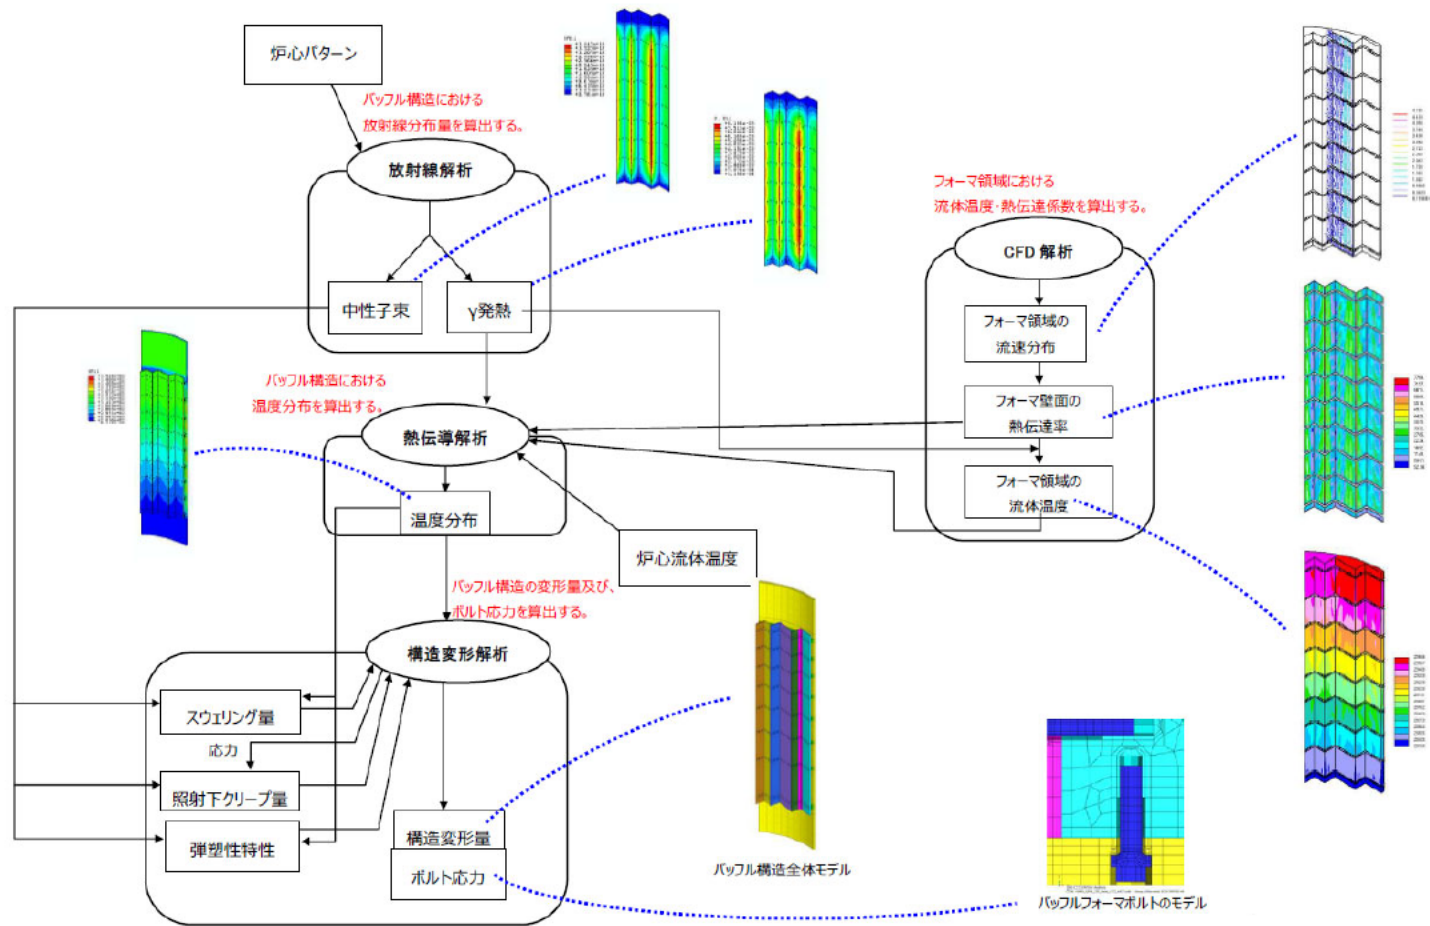 炉心パターン
バッフル構造における
放射線分布量を算出する。
放射線解析
中性子束
γ発熱
フォーマ領域における
流体温度・熱伝達係数を算出する。
CFD 解析
フォーマ領域の
流速分布
フォーマ壁面の
熱伝達率
フォーマ領域の
流体温度
バッフル構造における
温度分布を算出する。
熱伝導解析
温度分布
炉心流体温度
バッフル構造の変形量及び、
ボルト応力を算出する。
構造変形解析
スウェリング量
応力
照射下クリープ量
弾塑性特性
構造変形量
ボルト応力
バッフル構造全体モデル
バッフルフォーマボルトのモデル